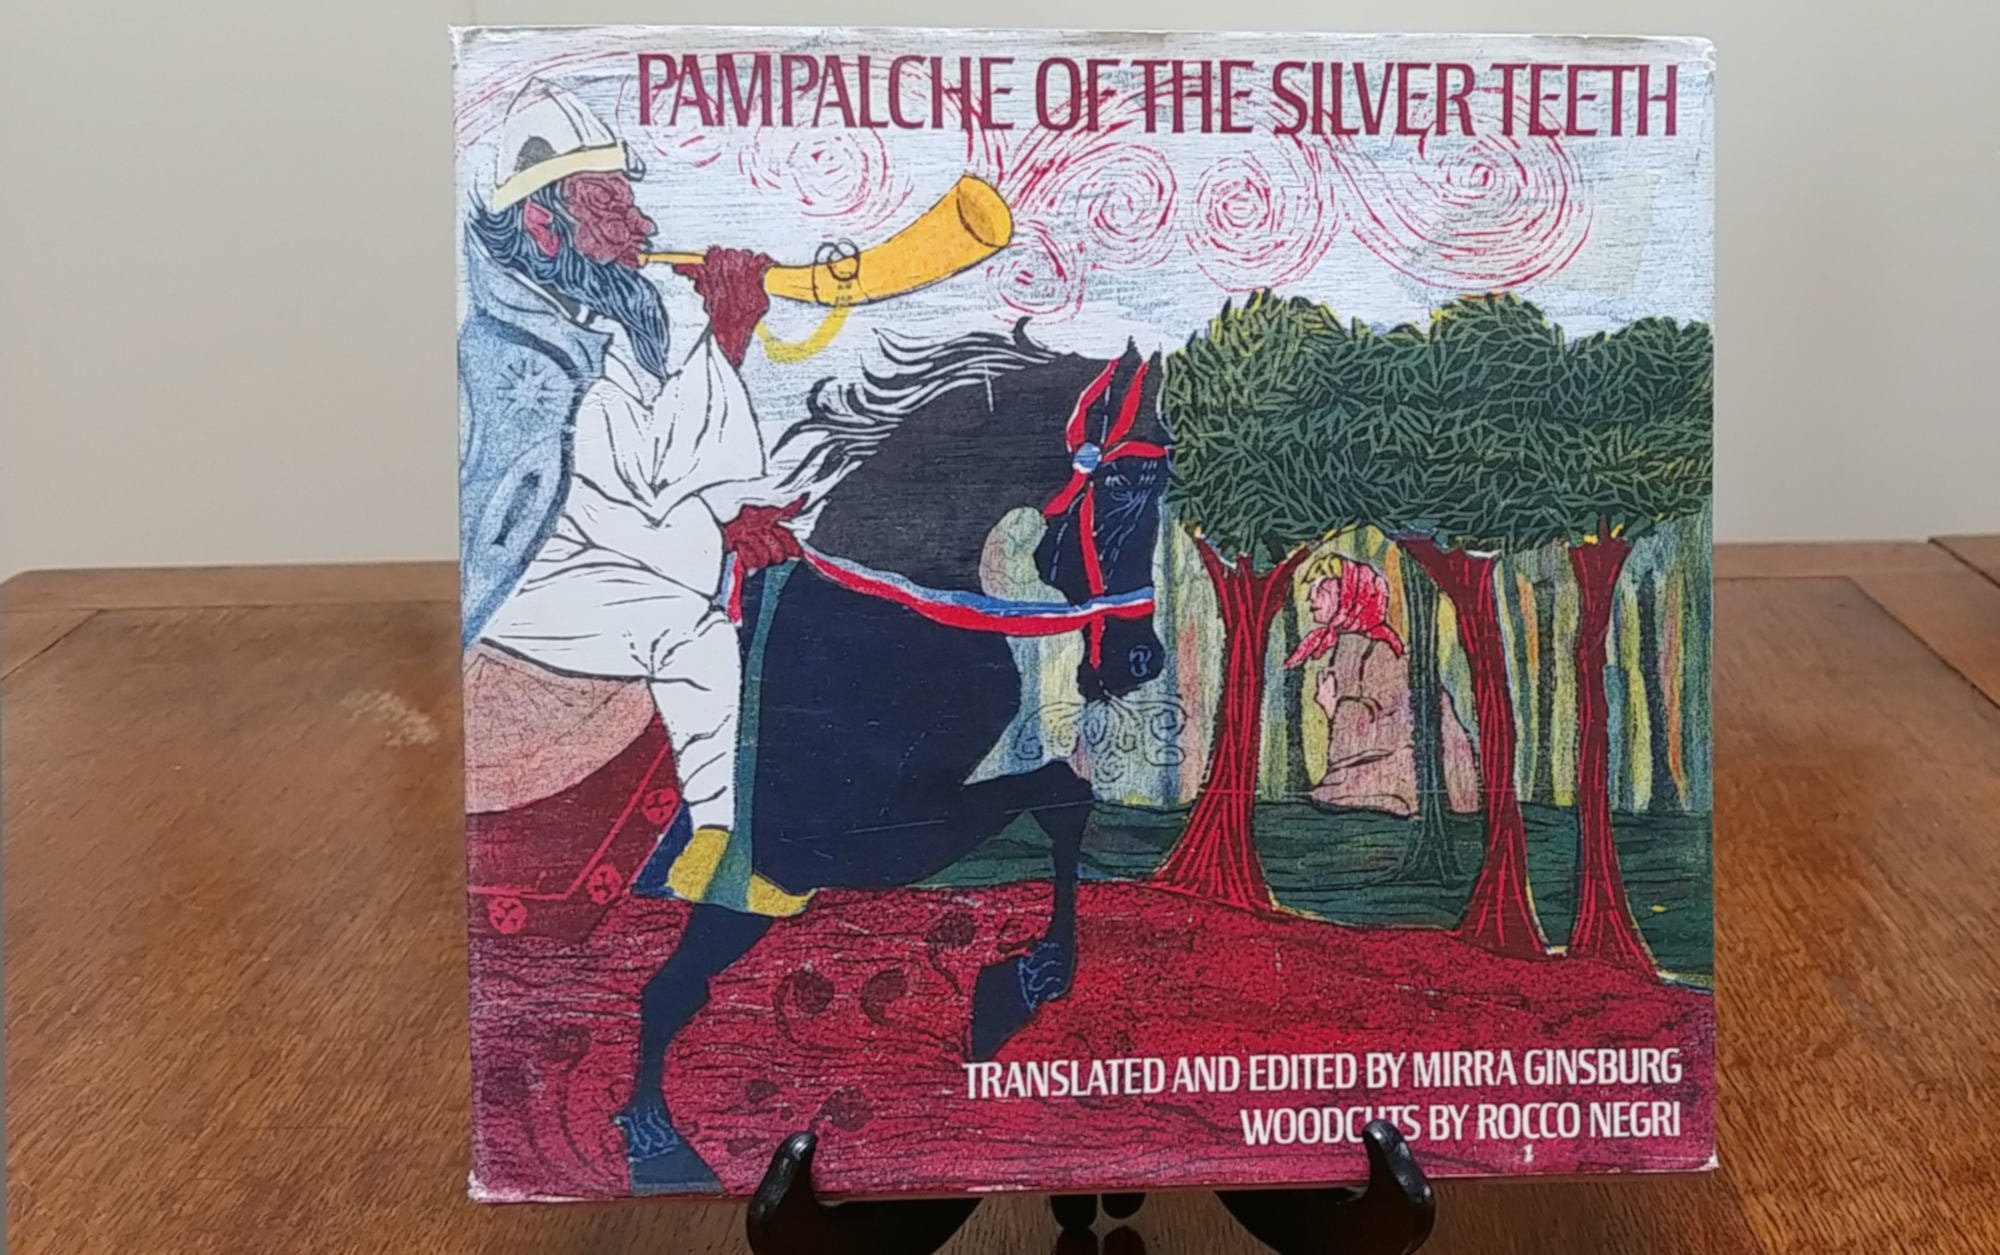 PAMPALCHE OF THE SILVER TEETH
TRANSLATED AND EDITED BY MIRRA GINSBURG
WOODCUTS BY ROCCO NEGRI